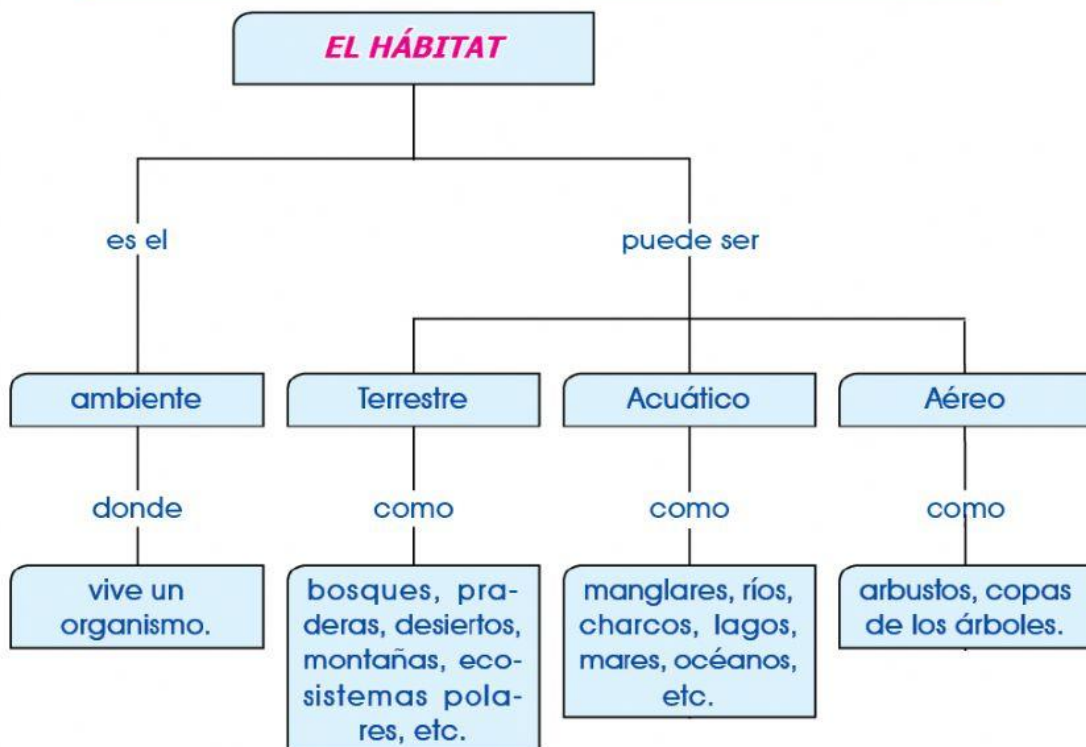 EL HÁBITAT
es el
puede ser
ambiente
Terrestre
Acuático
Aéreo
donde
como
como
como
vive un
organismo.
bosques, pra-
deras, desiertos,
montañas, eco-
sistemas pola-
res, etc.
manglares, ríos,
charcos, lagos,
mares, océanos,
etc.
arbustos, copas
de los árboles.